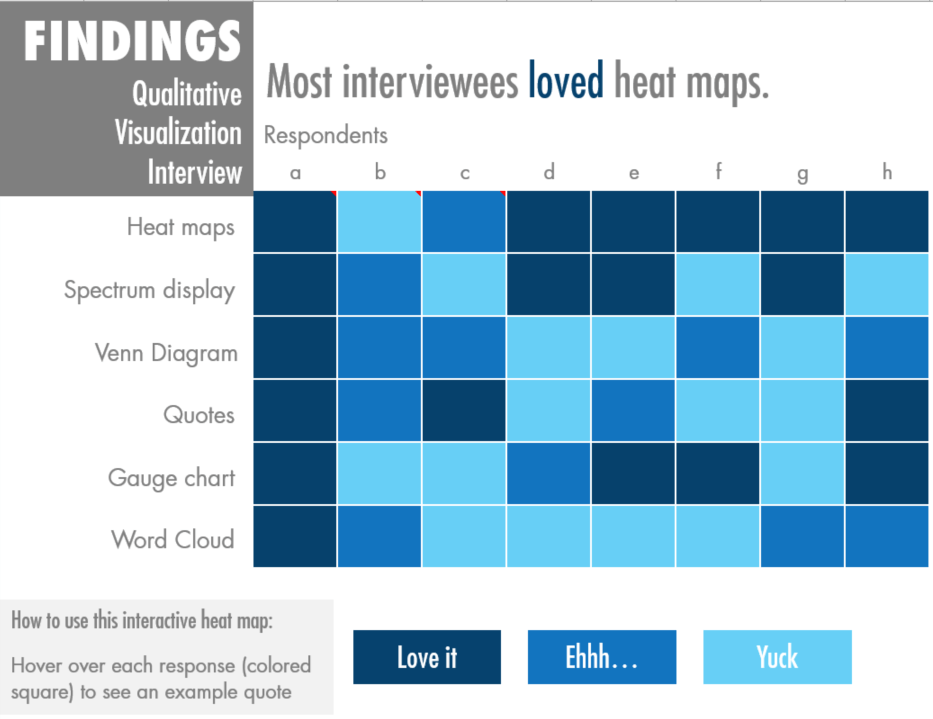 FINDINGS
Qualitative
Visualization
Interview
Most interviewees loved heat maps.
Respondents
a b c d e f g h
Heat maps
Spectrum display
Venn Diagram
Quotes
Gauge chart
Word Cloud
How to use this interactive heat map:
Hover over each response (colored
square) to see an example quote
Love it
Ehhh...
Yuck